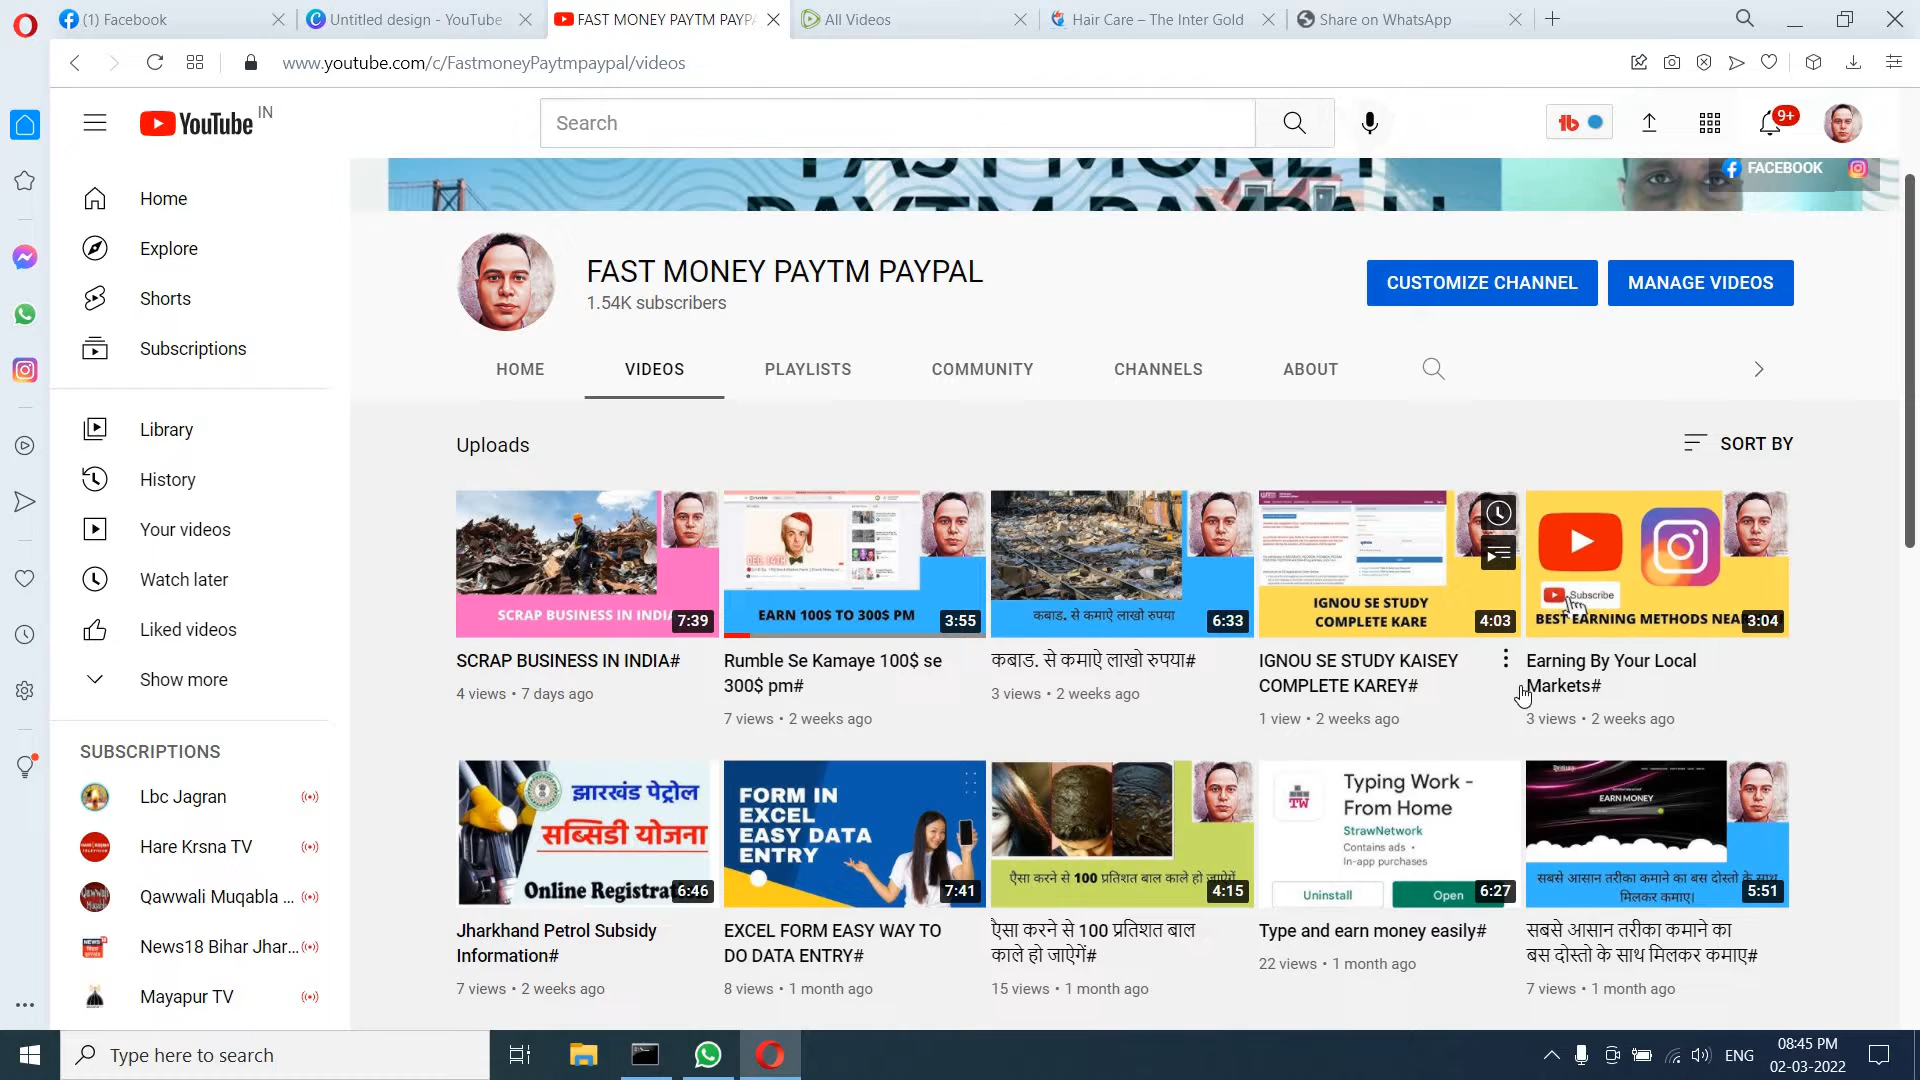 (1) Facebook
Untitled design - YouTube
FAST MONEY PAYTM PAYP
All Videos
Hair Care – The Inter Gold
Share on WhatsApp
www.youtube.com/c/FastmoneyPaytmpaypal/videos
YouTube IN
Search
9+
FAST MONEY
PAYTM PAYPAL
FACEBOOK
Home
Explore
Shorts
Subscriptions
Library
History
Your videos
Watch later
Liked videos
Show more
SUBSCRIPTIONS
Lbc Jagran
Hare Krsna TV
Qawwali Muqabla ...
News18 Bihar Jhar...
Mayapur TV
FAST MONEY PAYTM PAYPAL
1.54K subscribers
CUSTOMIZE CHANNEL
MANAGE VIDEOS
HOME
VIDEOS
PLAYLISTS
COMMUNITY
CHANNELS
ABOUT
Uploads
SORT BY
SCRAP BUSINESS IN INDIA
7:39
SCRAP BUSINESS IN INDIA#
4 views • 7 days ago
DEC. 14TH
EARN 100$ TO 300$ PM
3:55
Rumble Se Kamaye 100$ se
300$ pm#
7 views • 2 weeks ago
कबाड. से कमाऐ लाखो रुपया
6:33
कबाड. से कमाऐ लाखो रुपया#
3 views • 2 weeks ago
IGNOU SE STUDY
COMPLETE KARE
4:03
IGNOU SE STUDY KAISEY
COMPLETE KAREY#
1 view • 2 weeks ago
Subscribe
BEST EARNING METHODS NEA
3:04
Earning By Your Local
Markets#
3 views • 2 weeks ago
झारखंड पेट्रोल
सब्सिडी योजना
Online Registrat
6:46
Jharkhand Petrol Subsidy
Information#
7 views • 2 weeks ago
FORM IN
EXCEL
EASY DATA
ENTRY
7:41
EXCEL FORM EASY WAY TO
DO DATA ENTRY#
8 views • 1 month ago
ऐसा करने से 100 प्रतिशत बाल काले हो जाऐगें
4:15
ऐसा करने से 100 प्रतिशत बाल
काले हो जाऐगें#
15 views • 1 month ago
TW
Typing Work -
From Home
StrawNetwork
Contains ads •
In-app purchases
Uninstall
Open
6:27
Type and earn money easily#
22 views • 1 month ago
EARN MONEY
सबसे आसान तरीका कमाने का बस दोस्तो के साथ
मिलकर कमाए।
5:51
सबसे आसान तरीका कमाने का
बस दोस्तो के साथ मिलकर कमाए#
7 views • 1 month ago
Type here to search
ENG
08:45 PM
02-03-2022